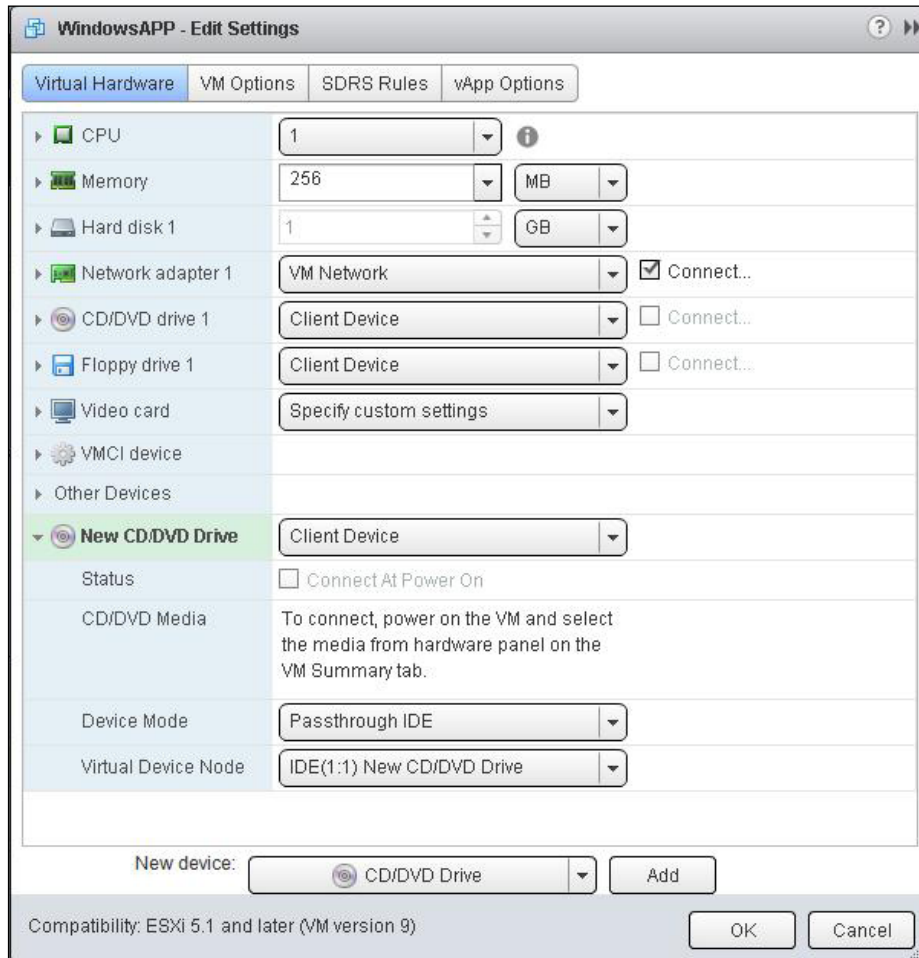 WindowsAPP - Edit Settings ?
Virtual Hardware VM Options SDRS Rules vApp Options
CPU 1
Memory 256 MB
Hard disk 1 1 GB
Network adapter 1 VM Network Connect...
CD/DVD drive 1 Client Device Connect...
Floppy drive 1 Client Device Connect...
Video card Specify custom settings
VMCI device
Other Devices
New CD/DVD Drive Client Device
Status Connect At Power On
CD/DVD Media To connect, power on the VM and select
the media from hardware panel on the
VM Summary tab.
Device Mode Passthrough IDE
Virtual Device Node IDE(1:1) New CD/DVD Drive
New device: CD/DVD Drive Add
Compatibility: ESXi 5.1 and later (VM version 9) OK Cancel